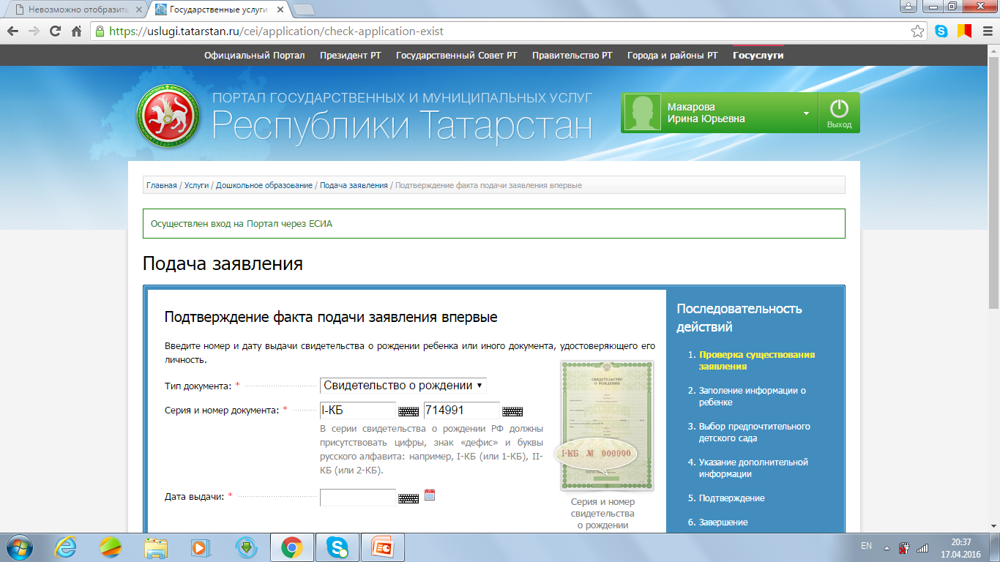 Невозможно отобразить
Государственные услуги
https://uslugi.tatarstan.ru/cei/application/check-application-exist
Официальный Портал Президент РТ Государственный Совет РТ Правительство РТ Города и районы РТ Госуслуги
ПОРТАЛ ГОСУДАРСТВЕННЫХ И МУНИЦИПАЛЬНЫХ УСЛУГ
Республики Татарстан
ТАТАРСТАН
Макарова
Ирина Юрьевна
Выход
Главная / Услуги / Дошкольное образование / Подача заявления / Подтверждение факта подачи заявления впервые
Осуществлен вход на Портал через ЕСИА
Подача заявления
Подтверждение факта подачи заявления впервые
Введите номер и дату выдачи свидетельства о рождении ребенка или иного документа, удостоверяющего его
личность.
Тип документа: * Свидетельство о рождении
Серия и номер документа: * I-КБ 714991
В серии свидетельства о рождении РФ должны
присутствовать цифры, знак «дефис» и буквы
русского алфавита: например, I-КБ (или 1-КБ), II-
КБ (или 2-КБ).
Дата выдачи: *
СВИДЕТЕЛЬСТВО
О РОЖДЕНИИ
I-КБ № 000000
Серия и номер
свидетельства
о рождении
Последовательность
действий
1. Проверка существования
заявления
2. Заполение информации о
ребенке
3. Выбор предпочтительного
детского сада
4. Указание дополнительной
информации
5. Подтверждение
6. Завершение
EN
20:37
17.04.2016